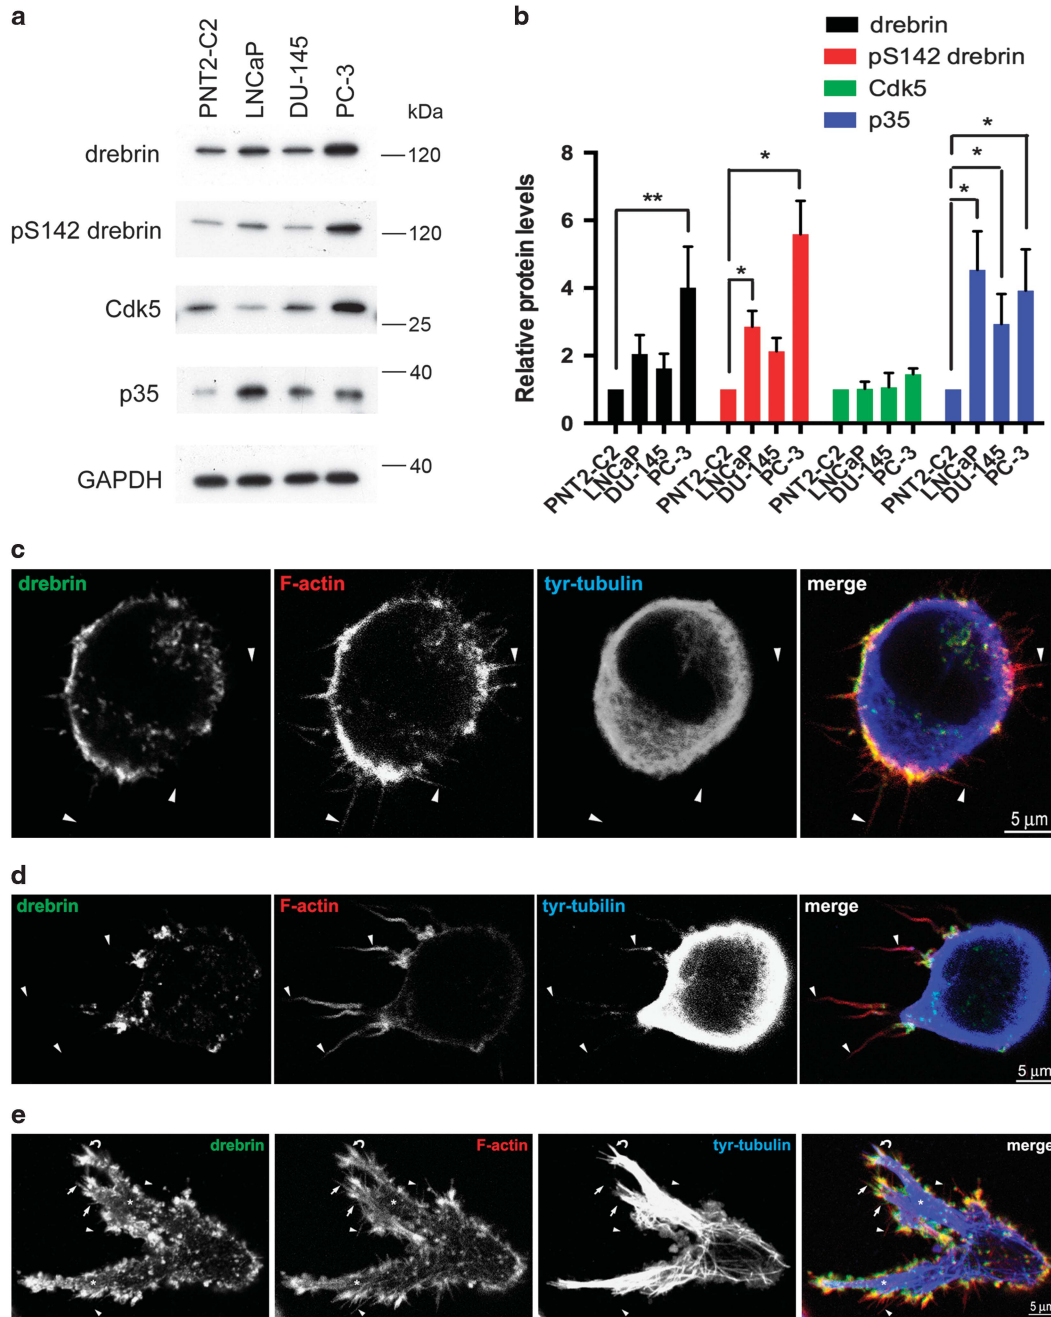 a
PNT2-C2
LNCaP
DU-145
PC-3
kDa
drebrin
120
pS142 drebrin
120
Cdk5
25
p35
40
GAPDH
40
b
drebrin
pS142 drebrin
Cdk5
p35
Relative protein levels
8
6
4
2
0
**
*
*
*
*
*
PNT2-C2
LNCaP
DU-145
PC-3
PNT2-C2
LNCaP
DU-145
PC-3
PNT2-C2
LNCaP
DU-145
PC-3
PNT2-C2
LNCaP
DU-145
PC-3
c
drebrin
F-actin
tyr-tubulin
merge
5 μm
d
drebrin
F-actin
tyr-tubilin
merge
5 μm
e
drebrin
F-actin
tyr-tubulin
merge
5 μm